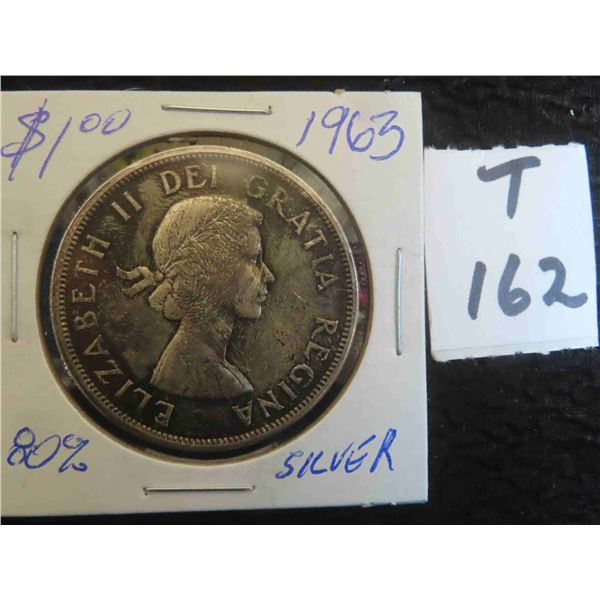 $1.00 1963
ELIZABETH II DEI GRATIA REGINA
80% SILVER
T
162